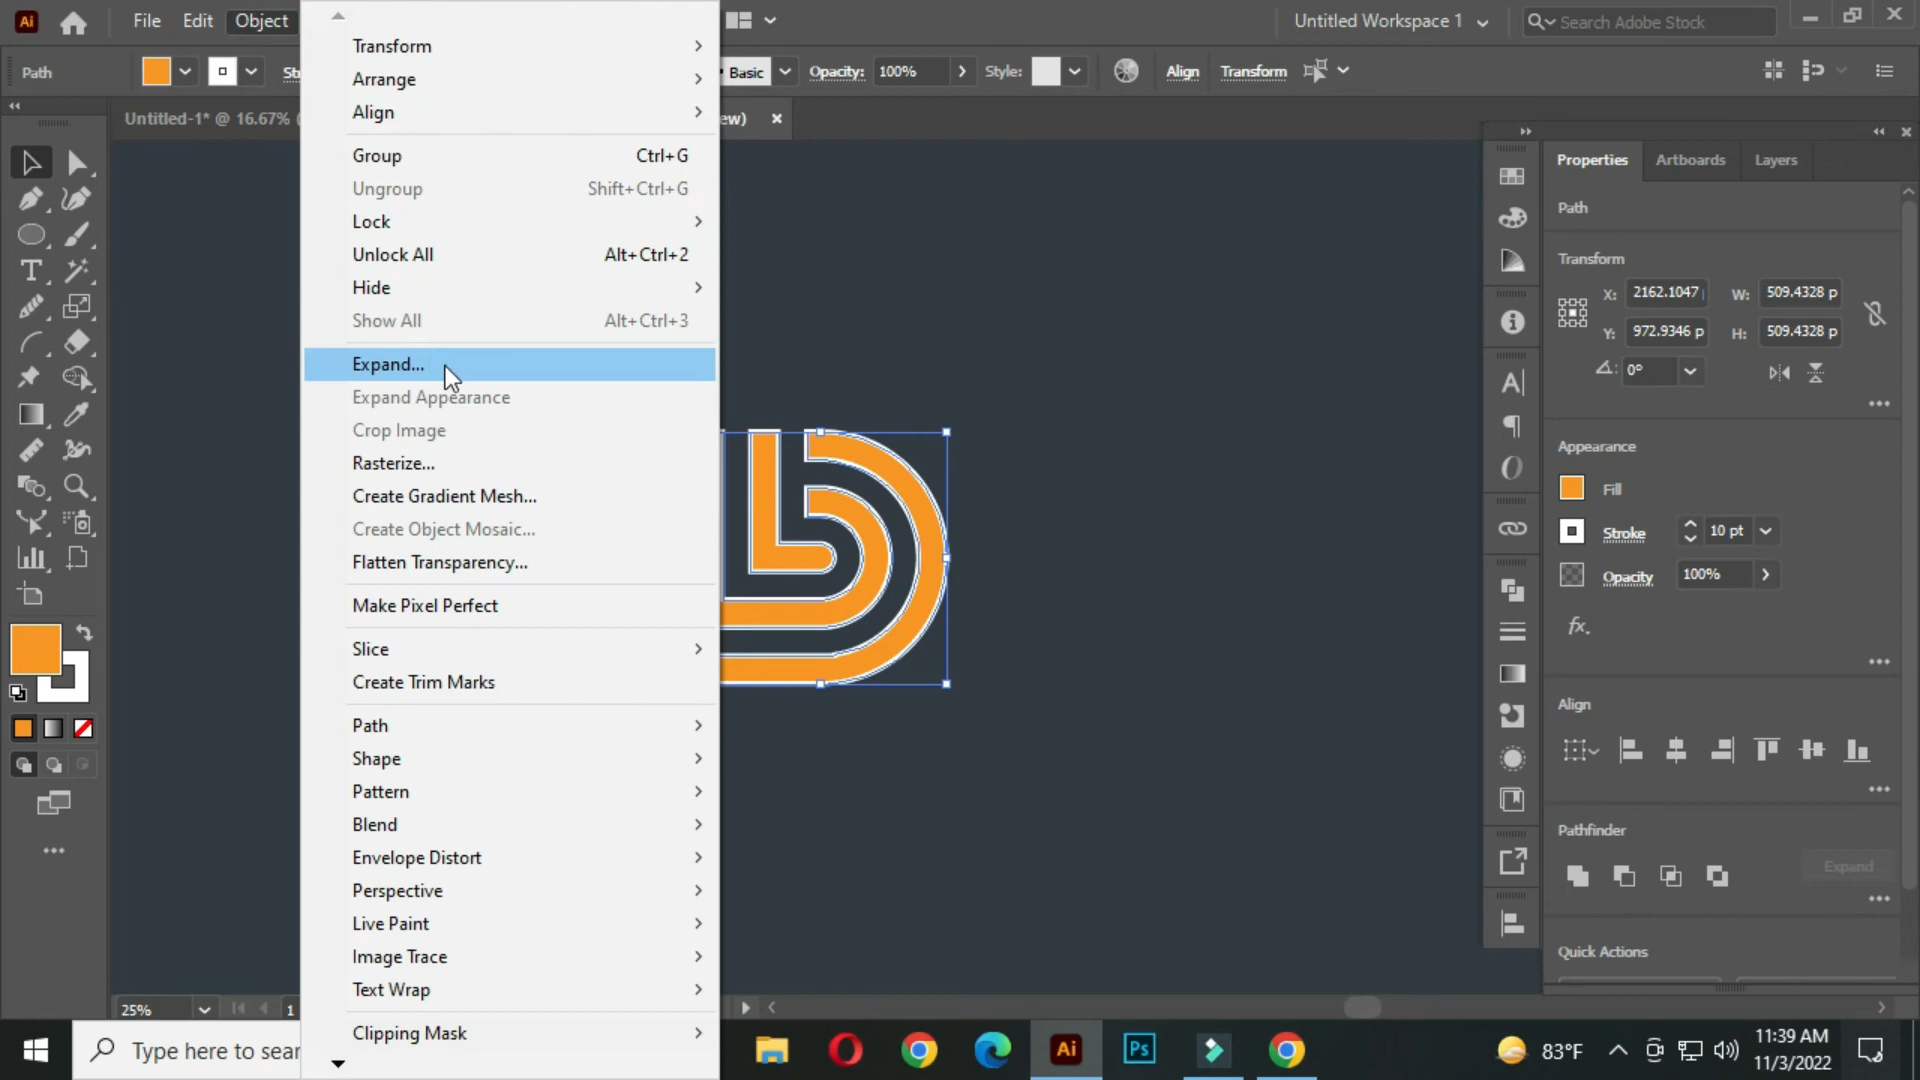 Ai File Edit Object
Untitled Workspace 1
Search Adobe Stock
Path
Basic
Opacity: 100%
Style:
Align
Transform
Untitled-1* @ 16.67%
Transform
Arrange
Align
Group Ctrl+G
Ungroup Shift+Ctrl+G
Lock
Unlock All Alt+Ctrl+2
Hide
Show All Alt+Ctrl+3
Expand...
Expand Appearance
Crop Image
Rasterize...
Create Gradient Mesh...
Create Object Mosaic...
Flatten Transparency...
Make Pixel Perfect
Slice
Create Trim Marks
Path
Shape
Pattern
Blend
Envelope Distort
Perspective
Live Paint
Image Trace
Text Wrap
Clipping Mask
Properties Artboards Layers
Path
Transform
X: 2162.1047 W: 509.4328 p
Y: 972.9346 p H: 509.4328 p
0°
Appearance
Fill
Stroke 10 pt
Opacity 100%
fx.
Align
Pathfinder
Expand
Quick Actions
25%
1
Type here to sear
Ai
Ps
83°F
11:39 AM
11/3/2022